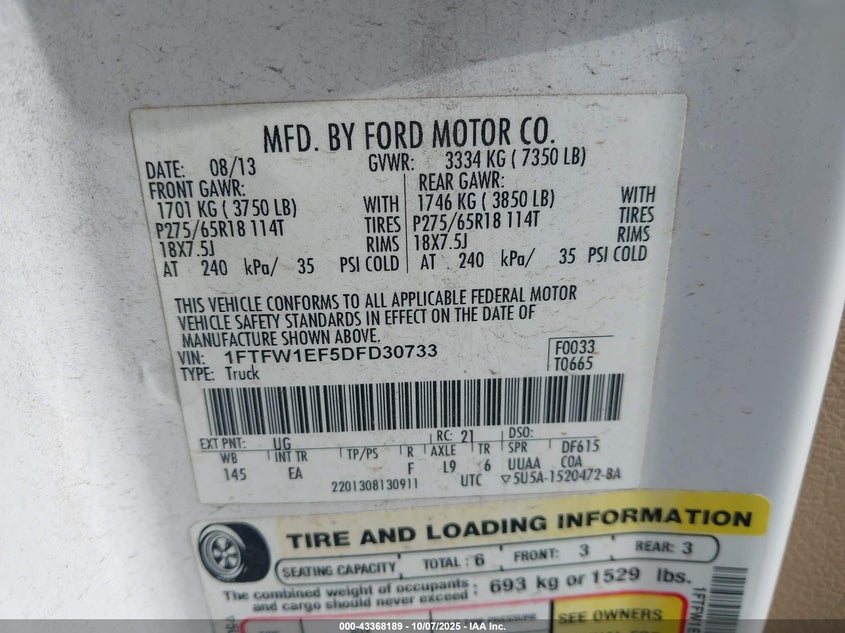 MFD. BY FORD MOTOR CO.
DATE: 08/13 GVWR: 3334 KG ( 7350 LB)
FRONT GAWR: REAR GAWR:
1701 KG ( 3750 LB) WITH 1746 KG ( 3850 LB) WITH
P275/65R18 114T TIRES P275/65R18 114T TIRES
18X7.5J RIMS 18X7.5J RIMS
AT 240 kPa/ 35 PSI COLD AT 240 kPa/ 35 PSI COLD
THIS VEHICLE CONFORMS TO ALL APPLICABLE FEDERAL MOTOR
VEHICLE SAFETY STANDARDS IN EFFECT ON THE DATE OF
MANUFACTURE SHOWN ABOVE.
VIN: 1FTFW1EF5DFD30733 F0033
TYPE: Truck T0665
EXT PNT: UG RC: 21 DSO:
WB INT TR TP/PS R AXLE TR SPR DF615
145 EA F L9 6 UUAA COA
2201308130911 UTC ▽5U5A-1520472-BA
TIRE AND LOADING INFORMATION
SEATING CAPACITY TOTAL: 6 FRONT: 3 REAR: 3
The combined weight of occupants and cargo should never exceed: 693 kg or 1529 lbs.
SEE OWNERS
000-43368189 - 10/07/2025 - IAA Inc.